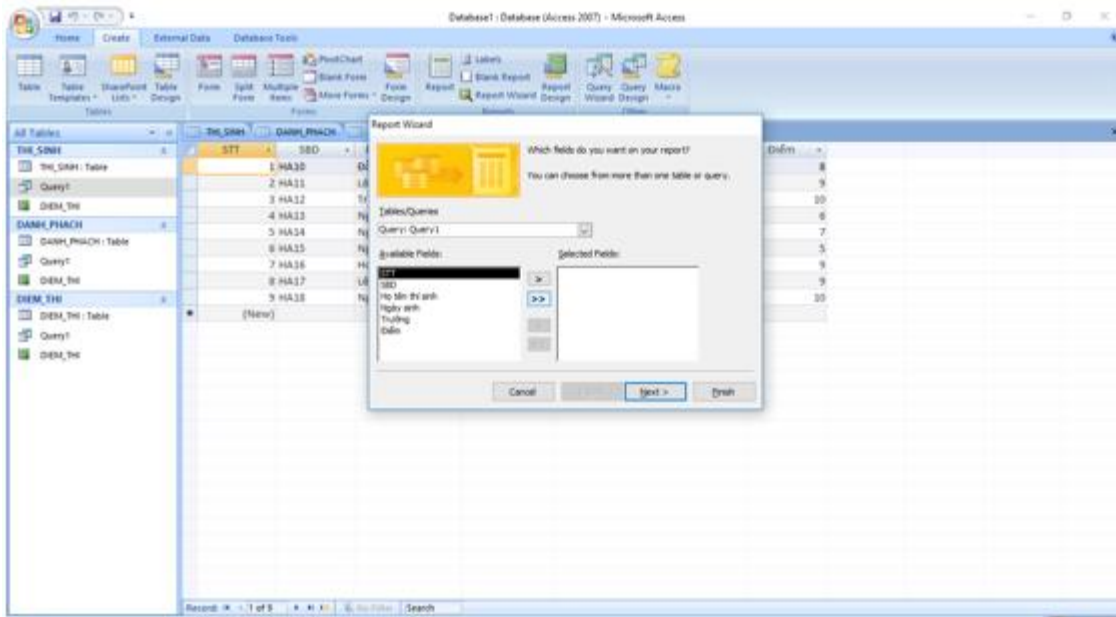 Database1 : Database (Access 2007) - Microsoft Access
Home Create External Data Database Tools
Table
Table Templates
SharePoint Lists
Table Design
Form
Split Form
Multiple Items
PivotChart
Blank Form
More Forms
Form Design
Report
Labels
Blank Report
Report Wizard
Report Design
Query Wizard
Query Design
Macro
Tables
Forms
Reports
Other
All Tables
THI_SINH
THI_SINH : Table
Query1
DIEM_THI
DANH_PHACH
DANH_PHACH : Table
Query1
DIEM_THI
DIEM_THI
DIEM_THI : Table
Query1
DIEM_THI
THI_SINH DANH_PHACH
STT SBD Điểm
1 HA10 8
2 HA11 9
3 HA12 10
4 HA13 6
5 HA14 7
6 HA15 5
7 HA16 9
8 HA17 9
9 HA18 10
(New)
Report Wizard
Which fields do you want on your report?
You can choose from more than one table or query.
Tables/Queries
Query: Query1
Available Fields:
Selected Fields:
STT
SBD
Họ tên thí sinh
Ngày sinh
Trường
Điểm
>
>>
Cancel
Next >
Finish
Record: 1 of 9 No Filter Search